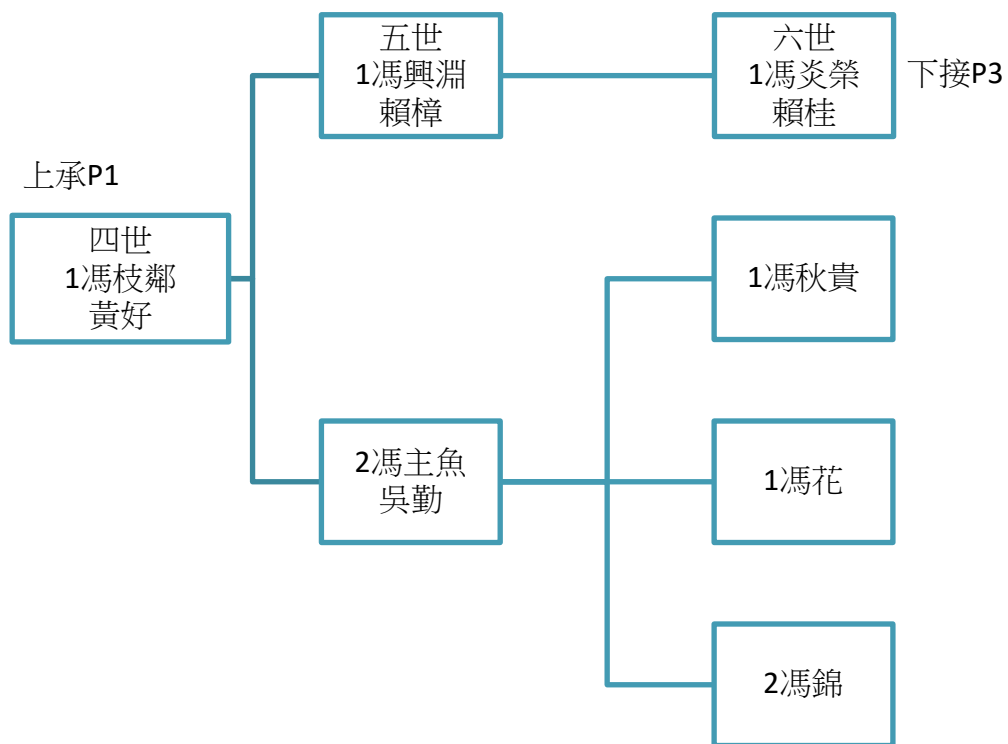 五世
1馮興淵
賴樟
六世
1馮炎榮
賴桂
下接P3
上承P1
四世
1馮枝鄰
黃好
1馮秋貴
2馮主魚
吳勤
1馮花
2馮錦